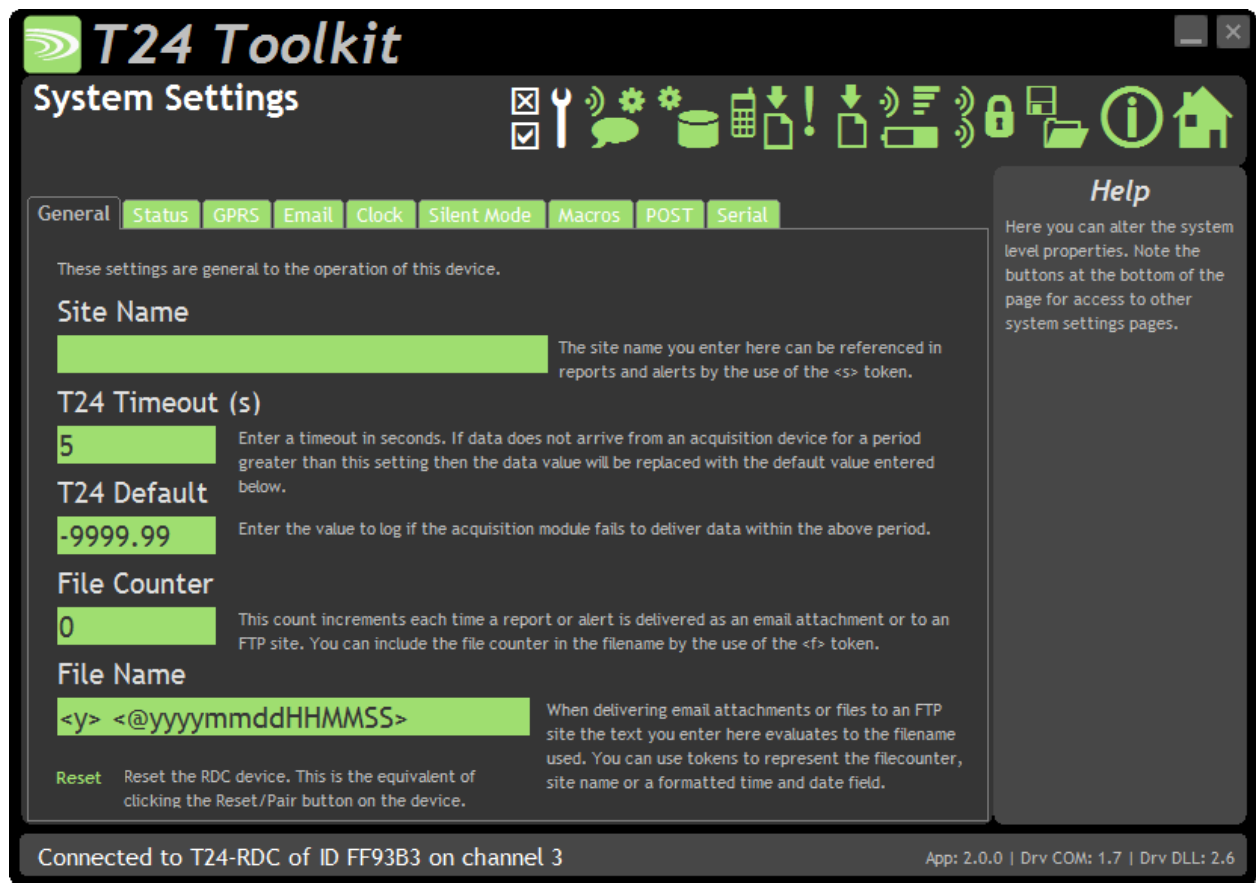 T24 Toolkit
System Settings
General Status GPRS Email Clock Silent Mode Macros POST Serial
These settings are general to the operation of this device.
Site Name
The site name you enter here can be referenced in
reports and alerts by the use of the <s> token.
T24 Timeout (s)
5
Enter a timeout in seconds. If data does not arrive from an acquisition device for a period
greater than this setting then the data value will be replaced with the default value entered
below.
T24 Default
-9999.99
Enter the value to log if the acquisition module fails to deliver data within the above period.
File Counter
0
This count increments each time a report or alert is delivered as an email attachment or to an
FTP site. You can include the file counter in the filename by the use of the <f> token.
File Name
<y> <@yyyymmddHHMMSS>
When delivering email attachments or files to an FTP
site the text you enter here evaluates to the filename
used. You can use tokens to represent the filecounter,
site name or a formatted time and date field.
Reset
Reset the RDC device. This is the equivalent of
clicking the Reset/Pair button on the device.
Help
Here you can alter the system
level properties. Note the
buttons at the bottom of the
page for access to other
system settings pages.
Connected to T24-RDC of ID FF93B3 on channel 3
App: 2.0.0 | Drv COM: 1.7 | Drv DLL: 2.6